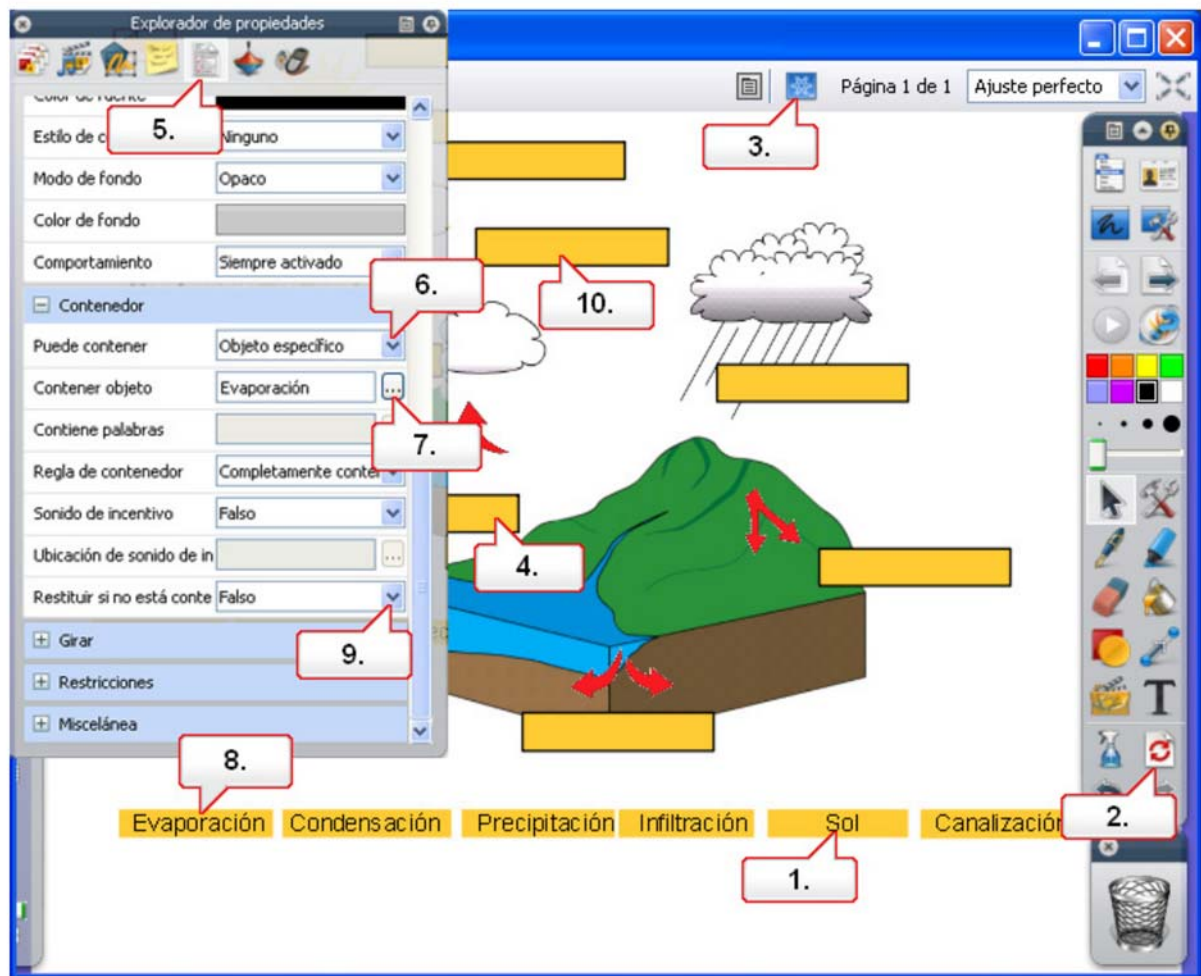 Explorador de propiedades
Página 1 de 1
Ajuste perfecto
3.
5.
Ninguno
Modo de fondo
Opaco
Color de fondo
Comportamiento
Siempre activado
6.
Contenedor
Puede contener
Objeto específico
Contener objeto
Evaporación
...
7.
Contiene palabras
Regla de contenedor
Completamente conte
Sonido de incentivo
Falso
Ubicación de sonido de in
...
Restituir si no está conte
Falso
9.
Girar
Restricciones
Miscelánea
10.
4.
8.
2.
Evaporación
Condensación
Precipitación
Infiltración
Sol
Canalización
1.
T